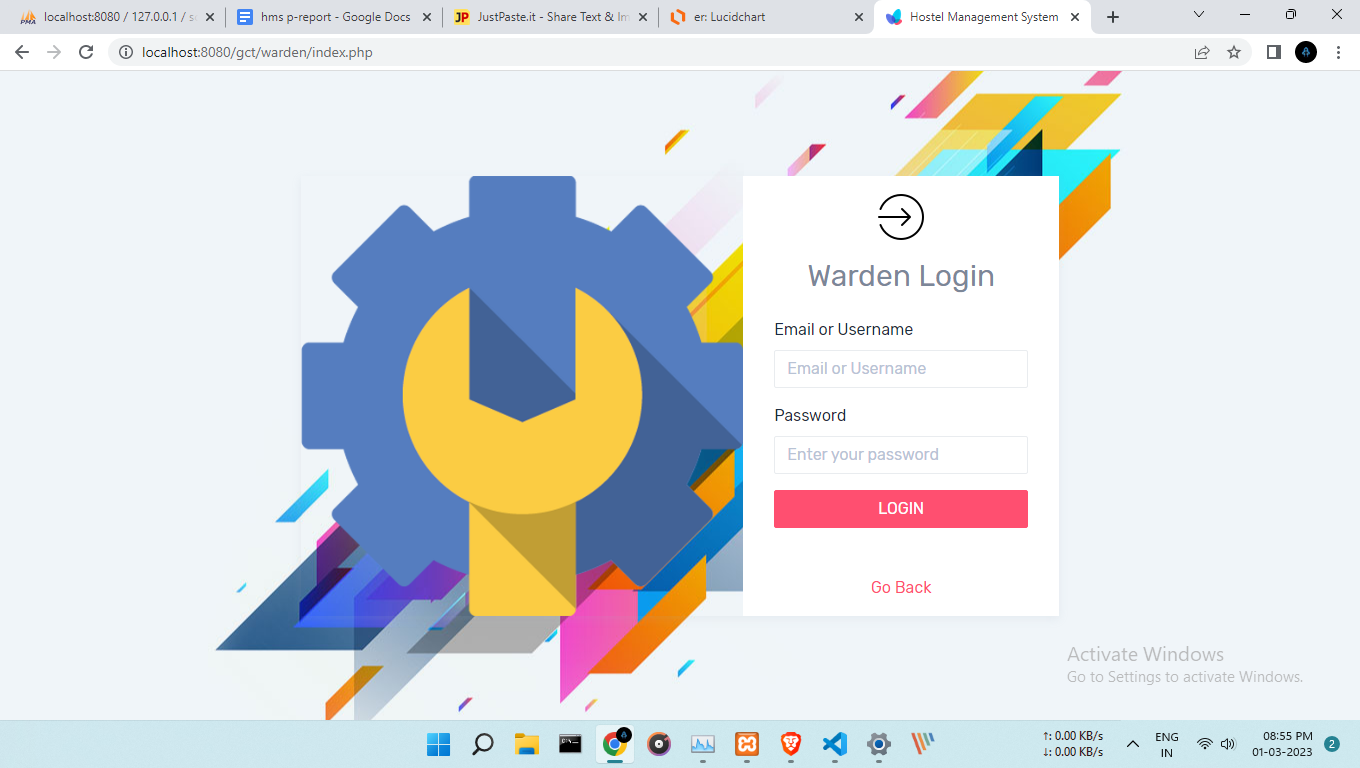 localhost:8080 / 127.0.0.1 /
hms p-report - Google Docs
JP
JustPaste.it - Share Text &
er: Lucidchart
Hostel Management System
localhost:8080/gct/warden/index.php
Warden Login
Email or Username
Email or Username
Password
Enter your password
LOGIN
Go Back
Activate Windows
Go to Settings to activate Windows.
↑: 0.00 KB/s
↓: 0.00 KB/s
ENG
IN
08:55 PM
01-03-2023
2